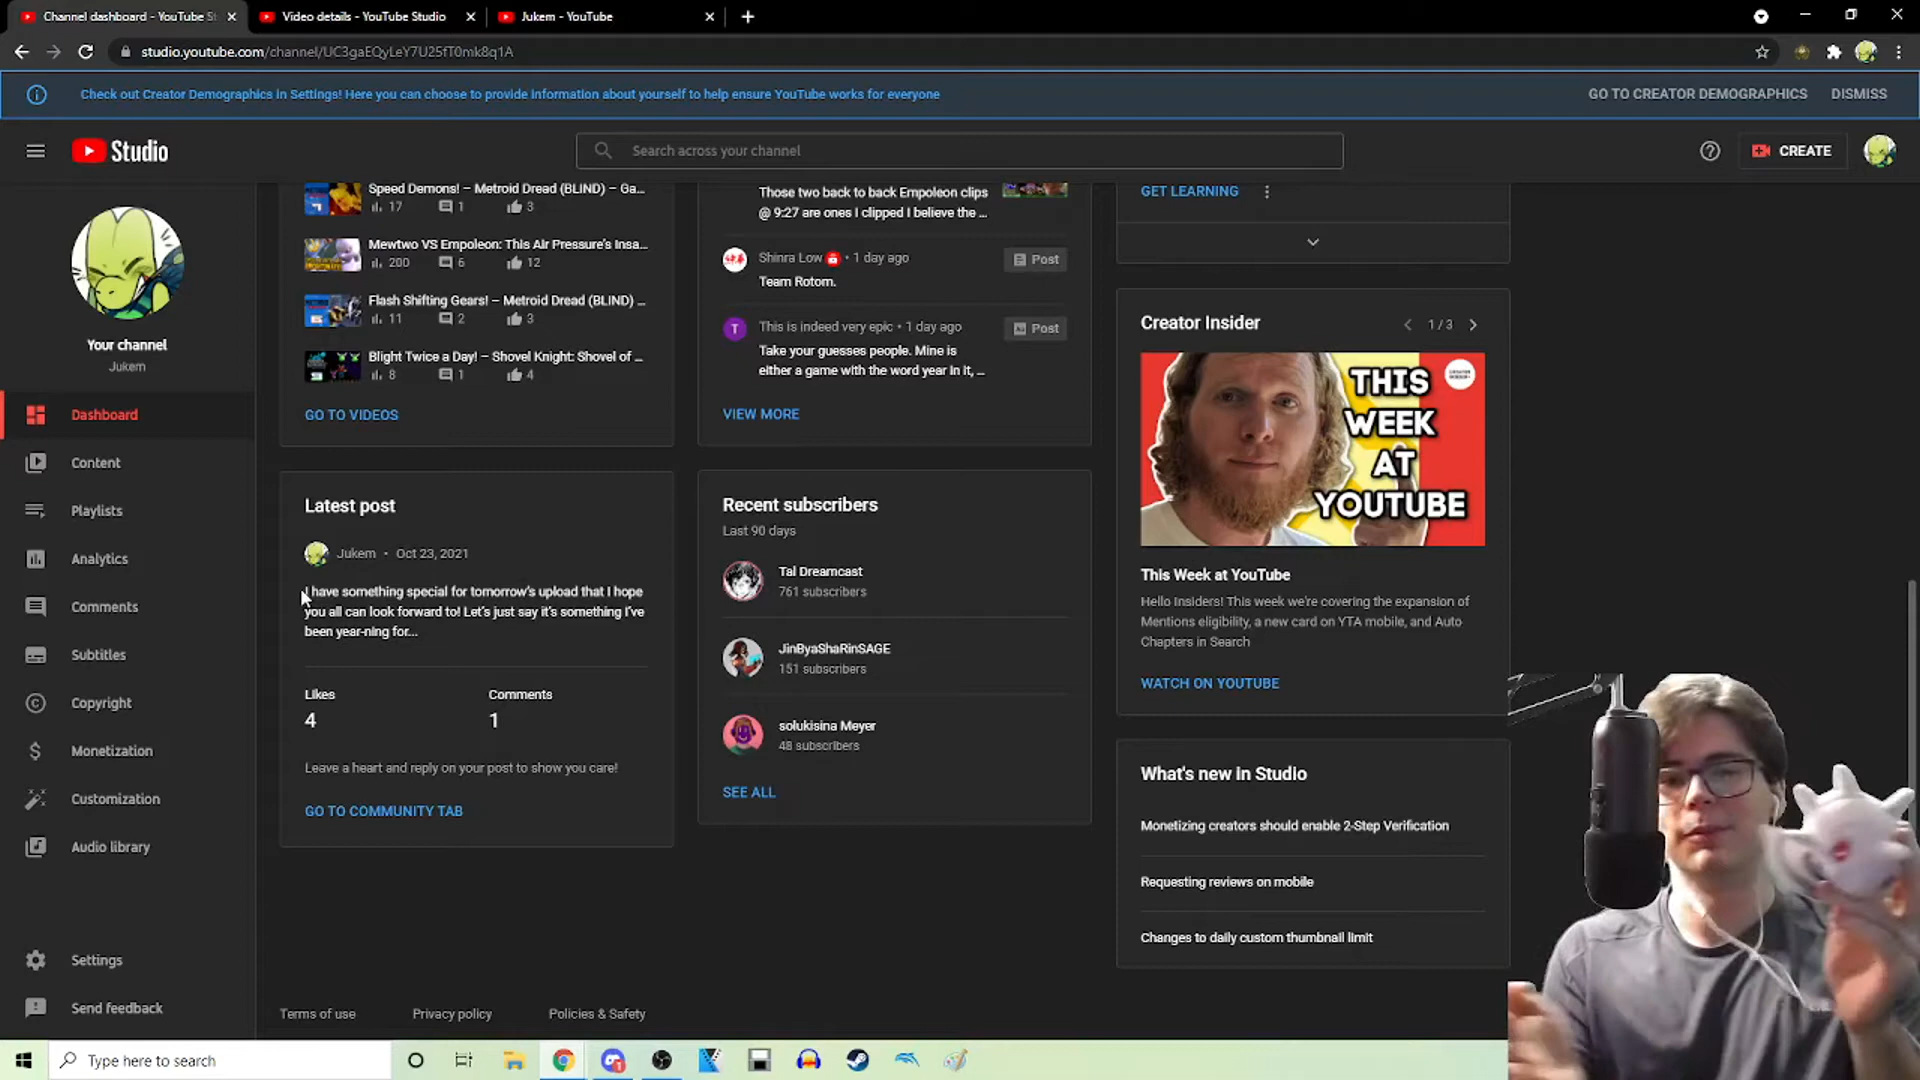 Channel dashboard - YouTube St
Video details - YouTube Studio
Jukem - YouTube
studio.youtube.com/channel/UC3gaEQyLeY7U25fT0mk8q1A
Check out Creator Demographics in Settings! Here you can choose to provide information about yourself to help ensure YouTube works for everyone
GO TO CREATOR DEMOGRAPHICS
DISMISS
Studio
Search across your channel
CREATE
Your channel
Jukem
Dashboard
Content
Playlists
Analytics
Comments
Subtitles
Copyright
Monetization
Customization
Audio library
Settings
Send feedback
Speed Demons! – Metroid Dread (BLIND) – Ga...
17 1 3
Mewtwo VS Empoleon: This Air Pressure's Insa...
200 6 12
Flash Shifting Gears! – Metroid Dread (BLIND) ...
11 2 3
Blight Twice a Day! – Shovel Knight: Shovel of ...
8 1 4
GO TO VIDEOS
Latest post
Jukem • Oct 23, 2021
I have something special for tomorrow's upload that I hope
you all can look forward to! Let's just say it's something I've
been year-ning for...
Likes
Comments
4
1
Leave a heart and reply on your post to show you care!
GO TO COMMUNITY TAB
Those two back to back Empoleon clips
@ 9:27 are ones I clipped I believe the ...
Shinra Low • 1 day ago
Post
Team Rotom.
T
This is indeed very epic • 1 day ago
Post
Take your guesses people. Mine is
either a game with the word year in it, ...
VIEW MORE
Recent subscribers
Last 90 days
Tal Dreamcast
761 subscribers
JinByaShaRinSAGE
151 subscribers
solukisina Meyer
48 subscribers
SEE ALL
GET LEARNING
Creator Insider
1 / 3
THIS
WEEK
AT
YOUTUBE
This Week at YouTube
Hello Insiders! This week we're covering the expansion of
Mentions eligibility, a new card on YTA mobile, and Auto
Chapters in Search
WATCH ON YOUTUBE
What's new in Studio
Monetizing creators should enable 2-Step Verification
Requesting reviews on mobile
Changes to daily custom thumbnail limit
Terms of use
Privacy policy
Policies & Safety
Type here to search